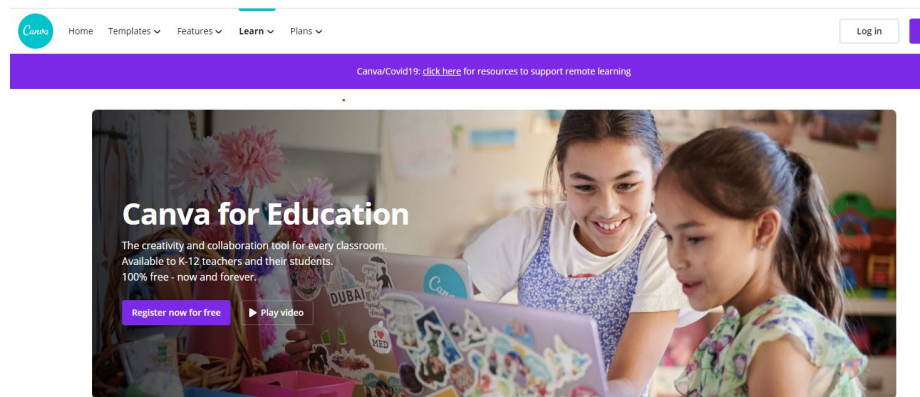 Canva
Home Templates Features Learn Plans Log in
Canva/Covid19: click here for resources to support remote learning
Canva for Education
The creativity and collaboration tool for every classroom.
Available to K-12 teachers and their students.
100% free - now and forever.
Register now for free Play video
DUBAI
Canva
I
MED